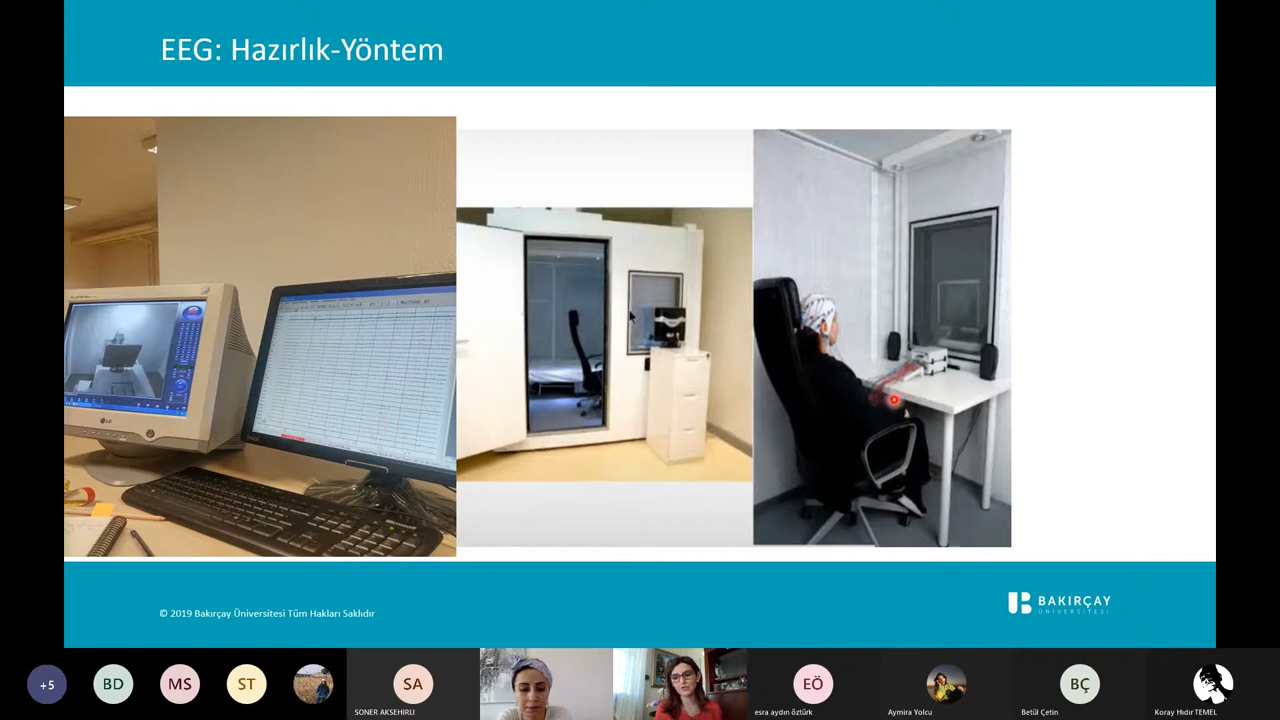 EEG: Hazırlık-Yöntem
LG
© 2019 Bakırçay Üniversitesi Tüm Hakları Saklıdır
BAKIRÇAY
ÜNİVERSİTESİ
+5
BD
MS
ST
SA
SONER AKSEHIRLI
EÖ
esra aydın öztürk
Aymira Yolcu
BÇ
Betül Çetin
Koray Hıdır TEMEL